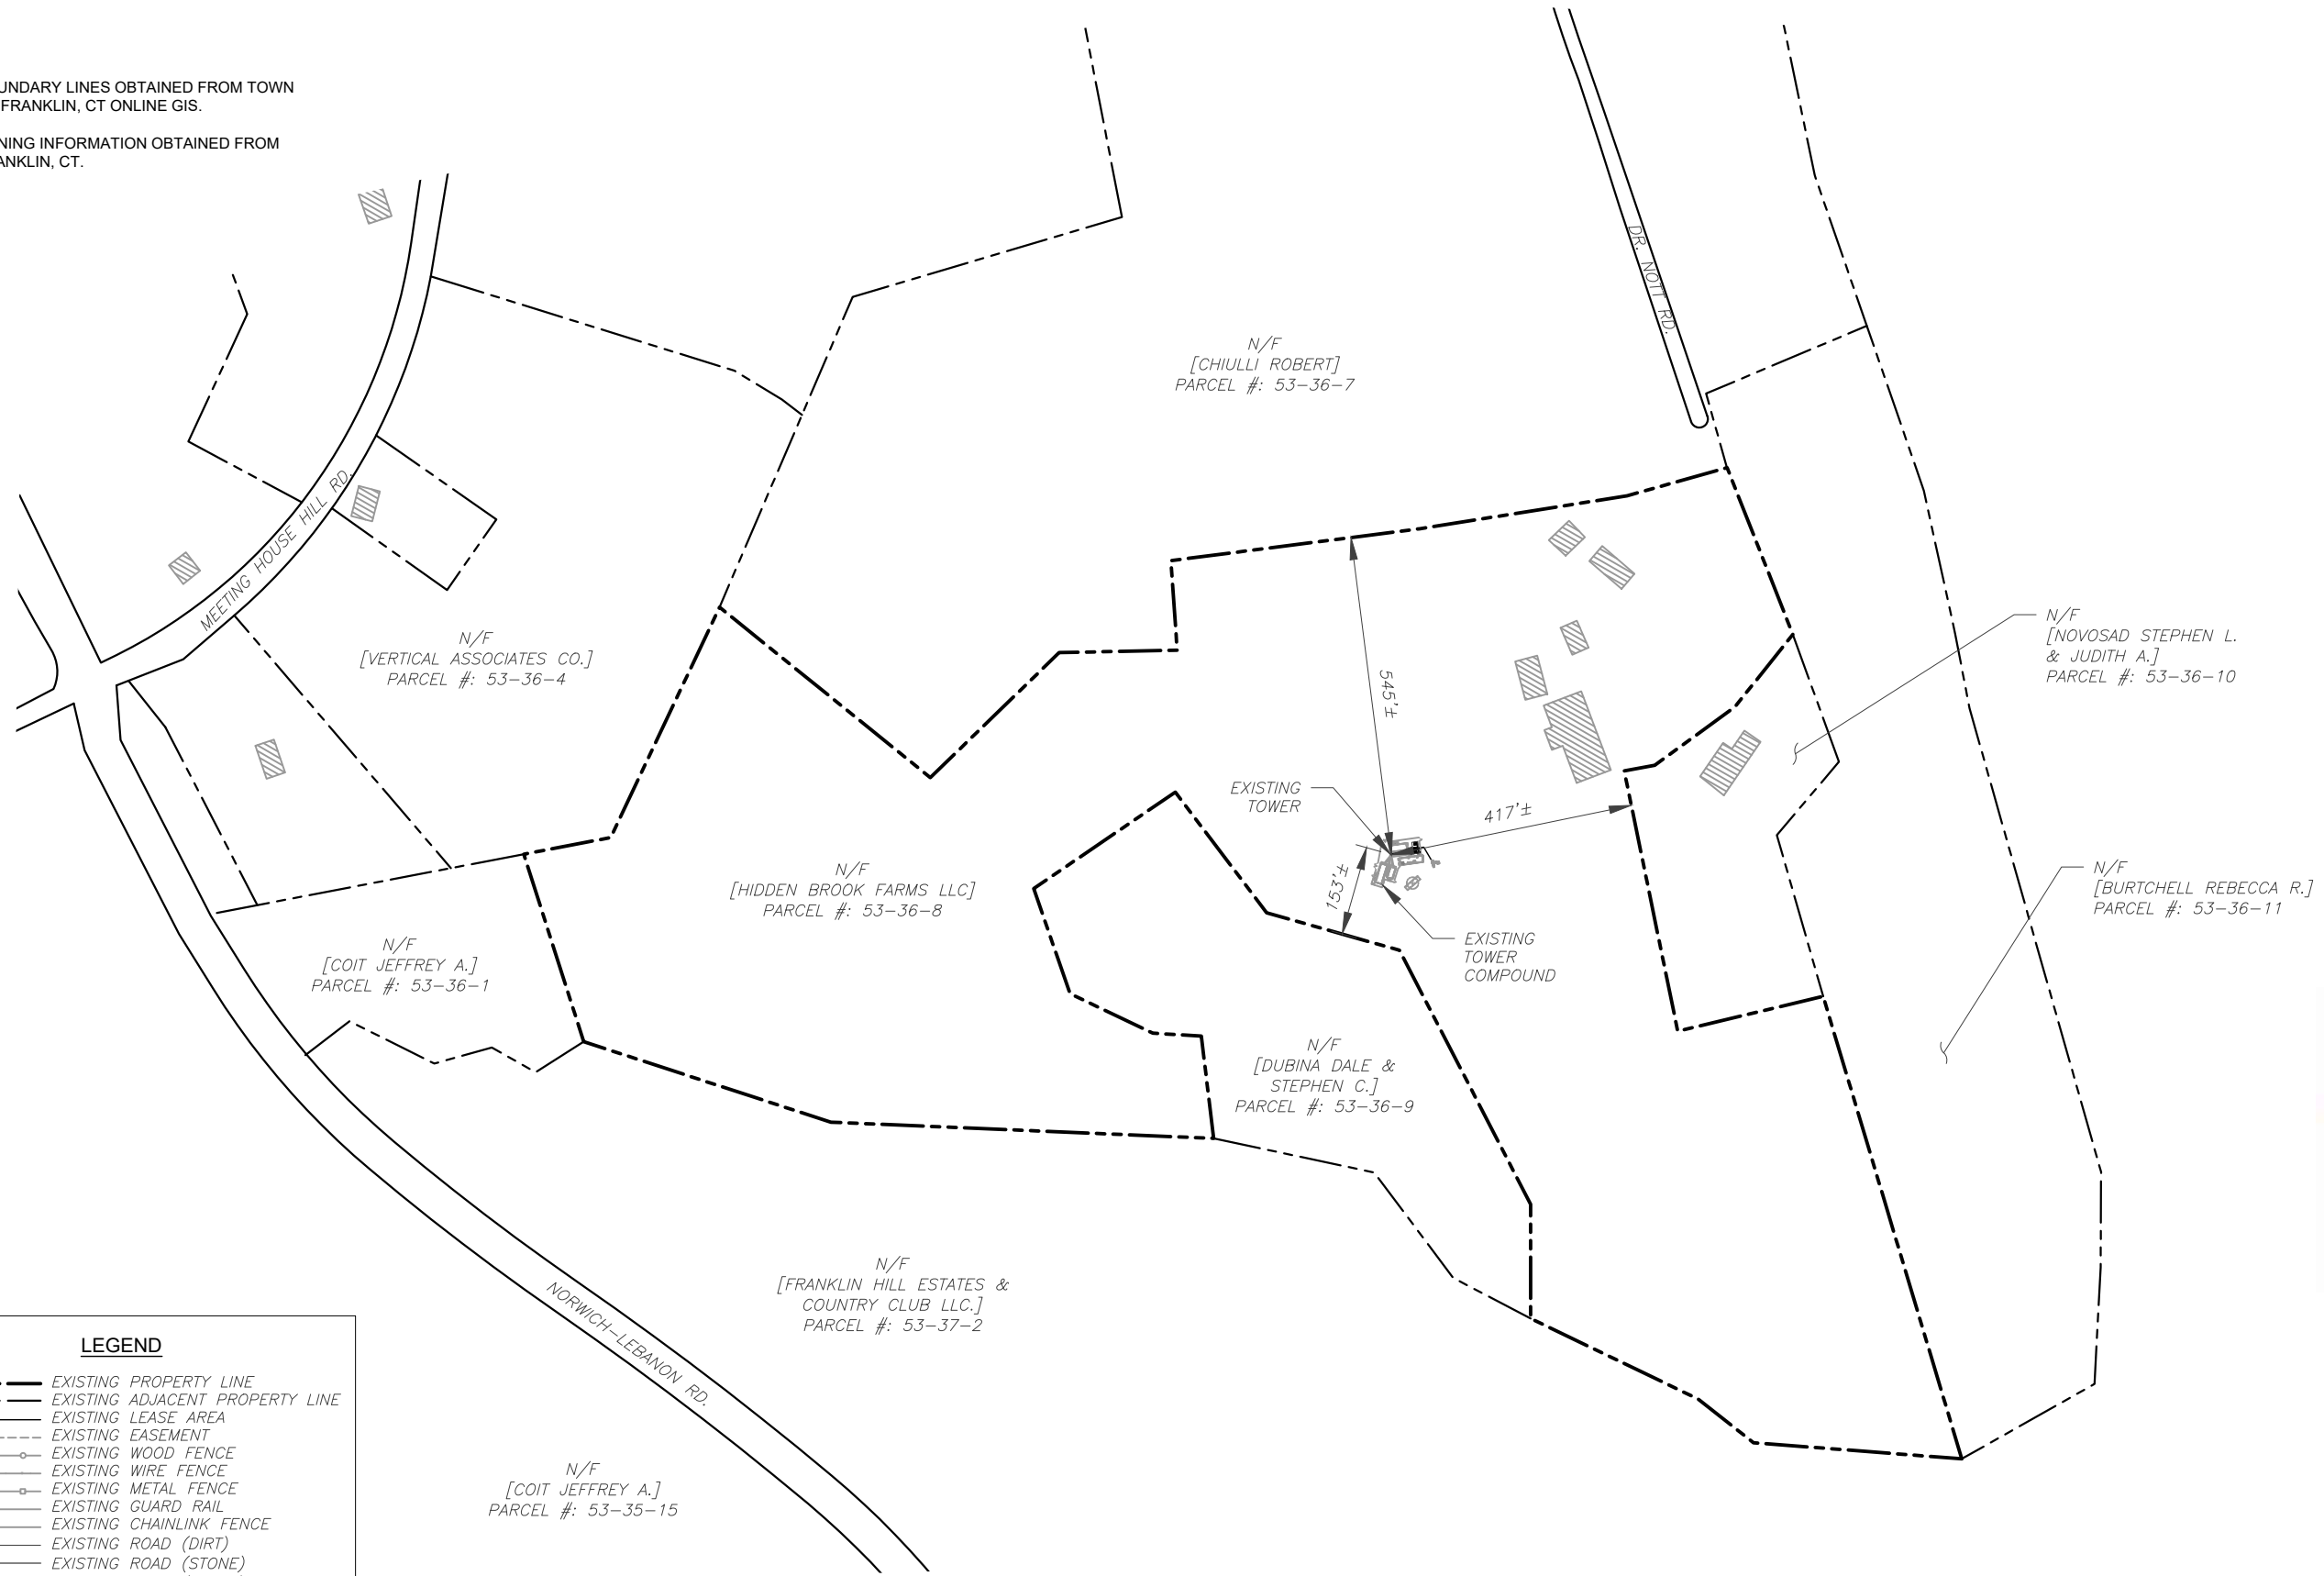 UNDARY LINES OBTAINED FROM TOWN
FRANKLIN, CT ONLINE GIS.
NING INFORMATION OBTAINED FROM
ANKLIN, CT.
DR. NOTT RD.
N/F
[CHIULLI ROBERT]
PARCEL #: 53-36-7
MEETING HOUSE HILL RD.
N/F
[VERTICAL ASSOCIATES CO.]
PARCEL #: 53-36-4
N/F
[NOVOSAD STEPHEN L.
& JUDITH A.]
PARCEL #: 53-36-10
545'±
EXISTING
TOWER
417'±
153'±
N/F
[HIDDEN BROOK FARMS LLC]
PARCEL #: 53-36-8
N/F
[BURTCHELL REBECCA R.]
PARCEL #: 53-36-11
EXISTING
TOWER
COMPOUND
N/F
[COIT JEFFREY A.]
PARCEL #: 53-36-1
N/F
[DUBINA DALE &
STEPHEN C.]
PARCEL #: 53-36-9
N/F
[FRANKLIN HILL ESTATES &
COUNTRY CLUB LLC.]
PARCEL #: 53-37-2
NORWICH-LEBANON RD.
N/F
[COIT JEFFREY A.]
PARCEL #: 53-35-15
LEGEND
EXISTING PROPERTY LINE
EXISTING ADJACENT PROPERTY LINE
EXISTING LEASE AREA
EXISTING EASEMENT
EXISTING WOOD FENCE
EXISTING WIRE FENCE
EXISTING METAL FENCE
EXISTING GUARD RAIL
EXISTING CHAINLINK FENCE
EXISTING ROAD (DIRT)
EXISTING ROAD (STONE)